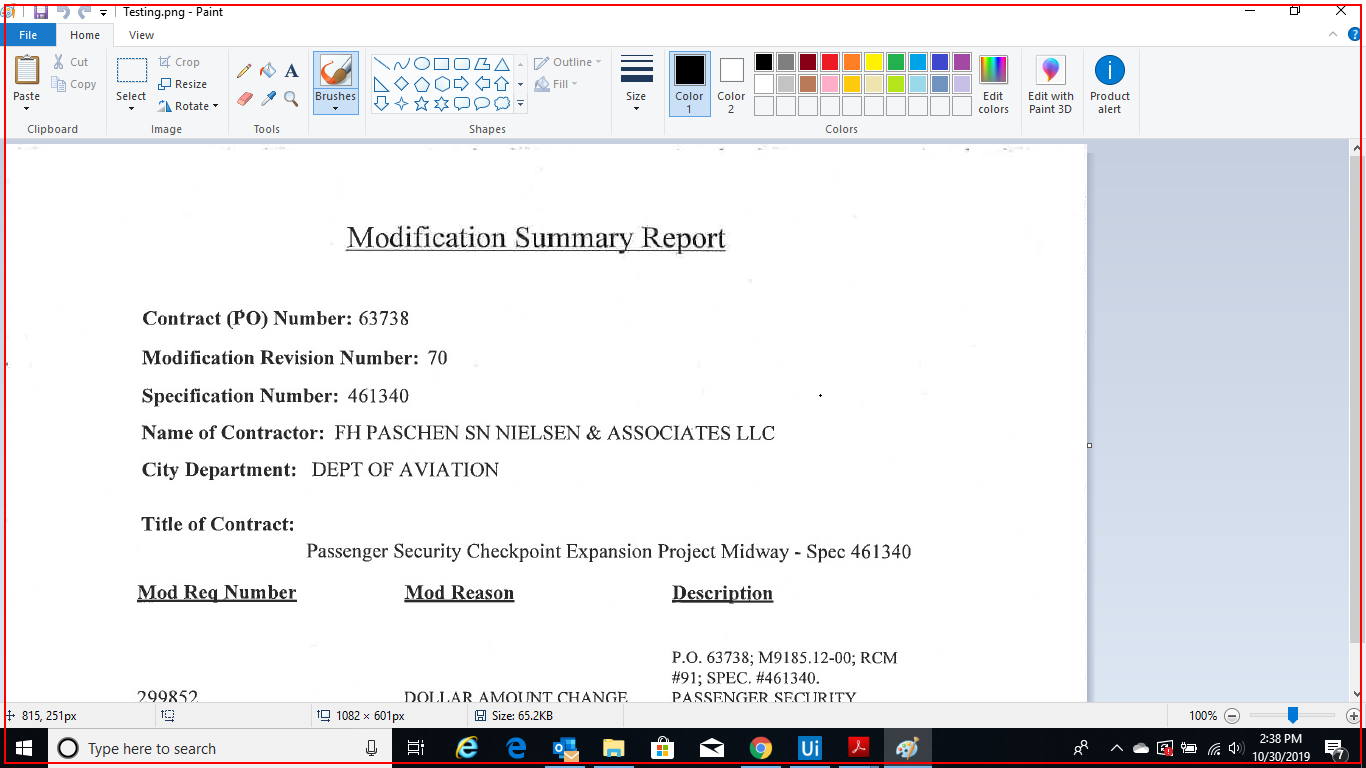 Testing.png - Paint
File Home View
Paste Cut Copy Clipboard
Select Crop Resize Rotate Image
A Tools
Brushes
Shapes Outline Fill
Size
Color 1 Color 2 Edit colors Colors
Edit with Paint 3D
Product alert
Modification Summary Report
Contract (PO) Number: 63738
Modification Revision Number: 70
Specification Number: 461340
Name of Contractor: FH PASCHEN SN NIELSEN & ASSOCIATES LLC
City Department: DEPT OF AVIATION
Title of Contract:
Passenger Security Checkpoint Expansion Project Midway - Spec 461340
Mod Req Number Mod Reason Description
P.O. 63738; M9185.12-00; RCM
#91; SPEC. #461340.
299852 DOLLAR AMOUNT CHANGE PASSENGER SECURITY
815, 251px 1082 × 601px Size: 65.2KB 100%
Type here to search Ui 2:38 PM
10/30/2019 7